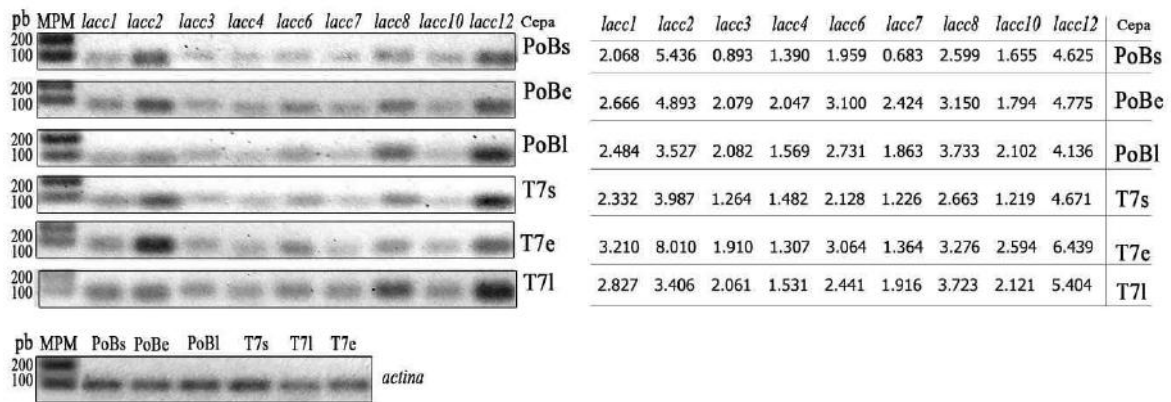 pb MPM lacc1 lacc2 lacc3 lacc4 lacc6 lacc7 lacc8 lacc10 lacc12 Cepa
200
100
PoBs
200
100
PoBe
200
100
PoBl
200
100
T7s
200
100
T7e
200
100
T7l
pb MPM PoBs PoBe PoBl T7s T7l T7e
200
100
actina
lacc1 lacc2 lacc3 lacc4 lacc6 lacc7 lacc8 lacc10 lacc12 Cepa
2.068 5.436 0.893 1.390 1.959 0.683 2.599 1.655 4.625 PoBs
2.666 4.893 2.079 2.047 3.100 2.424 3.150 1.794 4.775 PoBe
2.484 3.527 2.082 1.569 2.731 1.863 3.733 2.102 4.136 PoBl
2.332 3.987 1.264 1.482 2.128 1.226 2.663 1.219 4.671 T7s
3.210 8.010 1.910 1.307 3.064 1.364 3.276 2.594 6.439 T7e
2.827 3.406 2.061 1.531 2.441 1.916 3.723 2.121 5.404 T7l